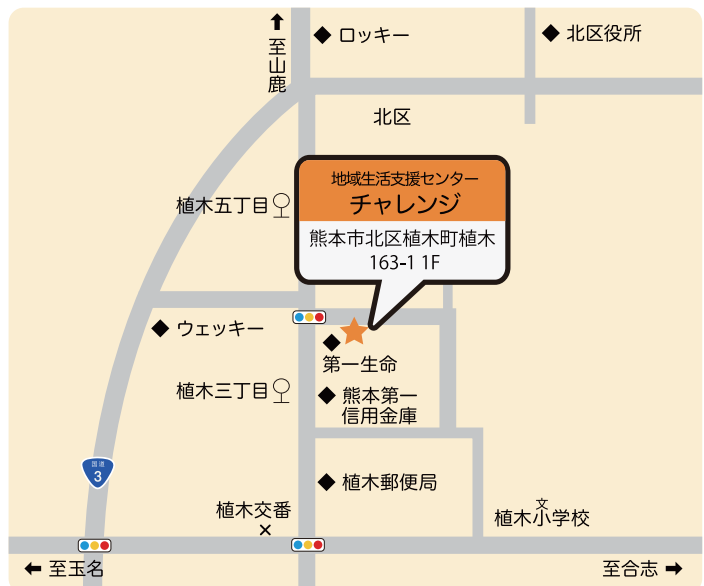 至山鹿
ロッキー
北区役所
北区
植木五丁目
地域生活支援センター
チャレンジ
熊本市北区植木町植木
163-1 1F
ウェッキー
第一生命
植木三丁目
熊本第一
信用金庫
国道
3
植木郵便局
植木交番
文
植木小学校
至玉名
至合志